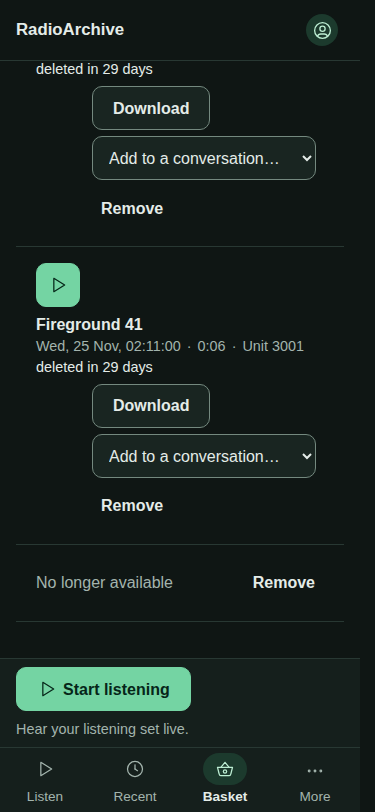 RadioArchive
deleted in 29 days
Download
Add to a conversation…
Remove
Fireground 41
Wed, 25 Nov, 02:11:00 · 0:06 · Unit 3001
deleted in 29 days
Download
Add to a conversation…
Remove
No longer available Remove
Start listening
Hear your listening set live.
Listen Recent Basket More